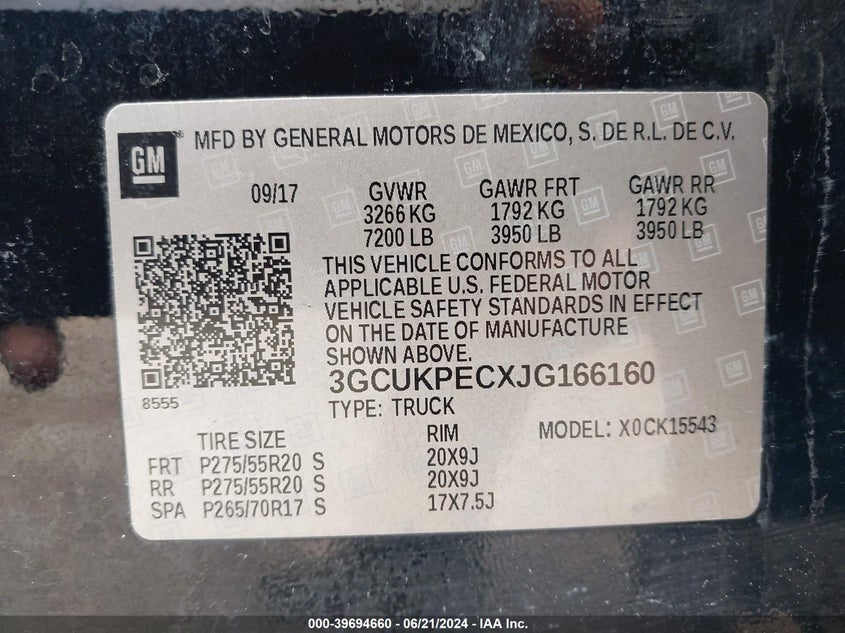 GM
MFD BY GENERAL MOTORS DE MEXICO, S. DE R.L. DE C.V.
09/17 GVWR GAWR FRT GAWR RR
3266 KG 1792 KG 1792 KG
7200 LB 3950 LB 3950 LB
THIS VEHICLE CONFORMS TO ALL
APPLICABLE U.S. FEDERAL MOTOR
VEHICLE SAFETY STANDARDS IN EFFECT
ON THE DATE OF MANUFACTURE
SHOWN ABOVE.
3GCUKPECXJG166160
8555
TYPE: TRUCK
TIRE SIZE RIM MODEL: X0CK15543
FRT P275/55R20 S 20X9J
RR P275/55R20 S 20X9J
SPA P265/70R17 S 17X7.5J
000-39694660 - 06/21/2024 - IAA Inc.